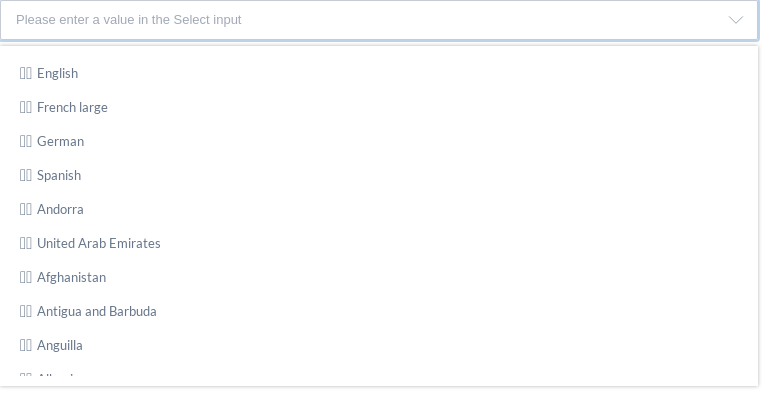 Please enter a value in the Select input
English
French large
German
Spanish
Andorra
United Arab Emirates
Afghanistan
Antigua and Barbuda
Anguilla